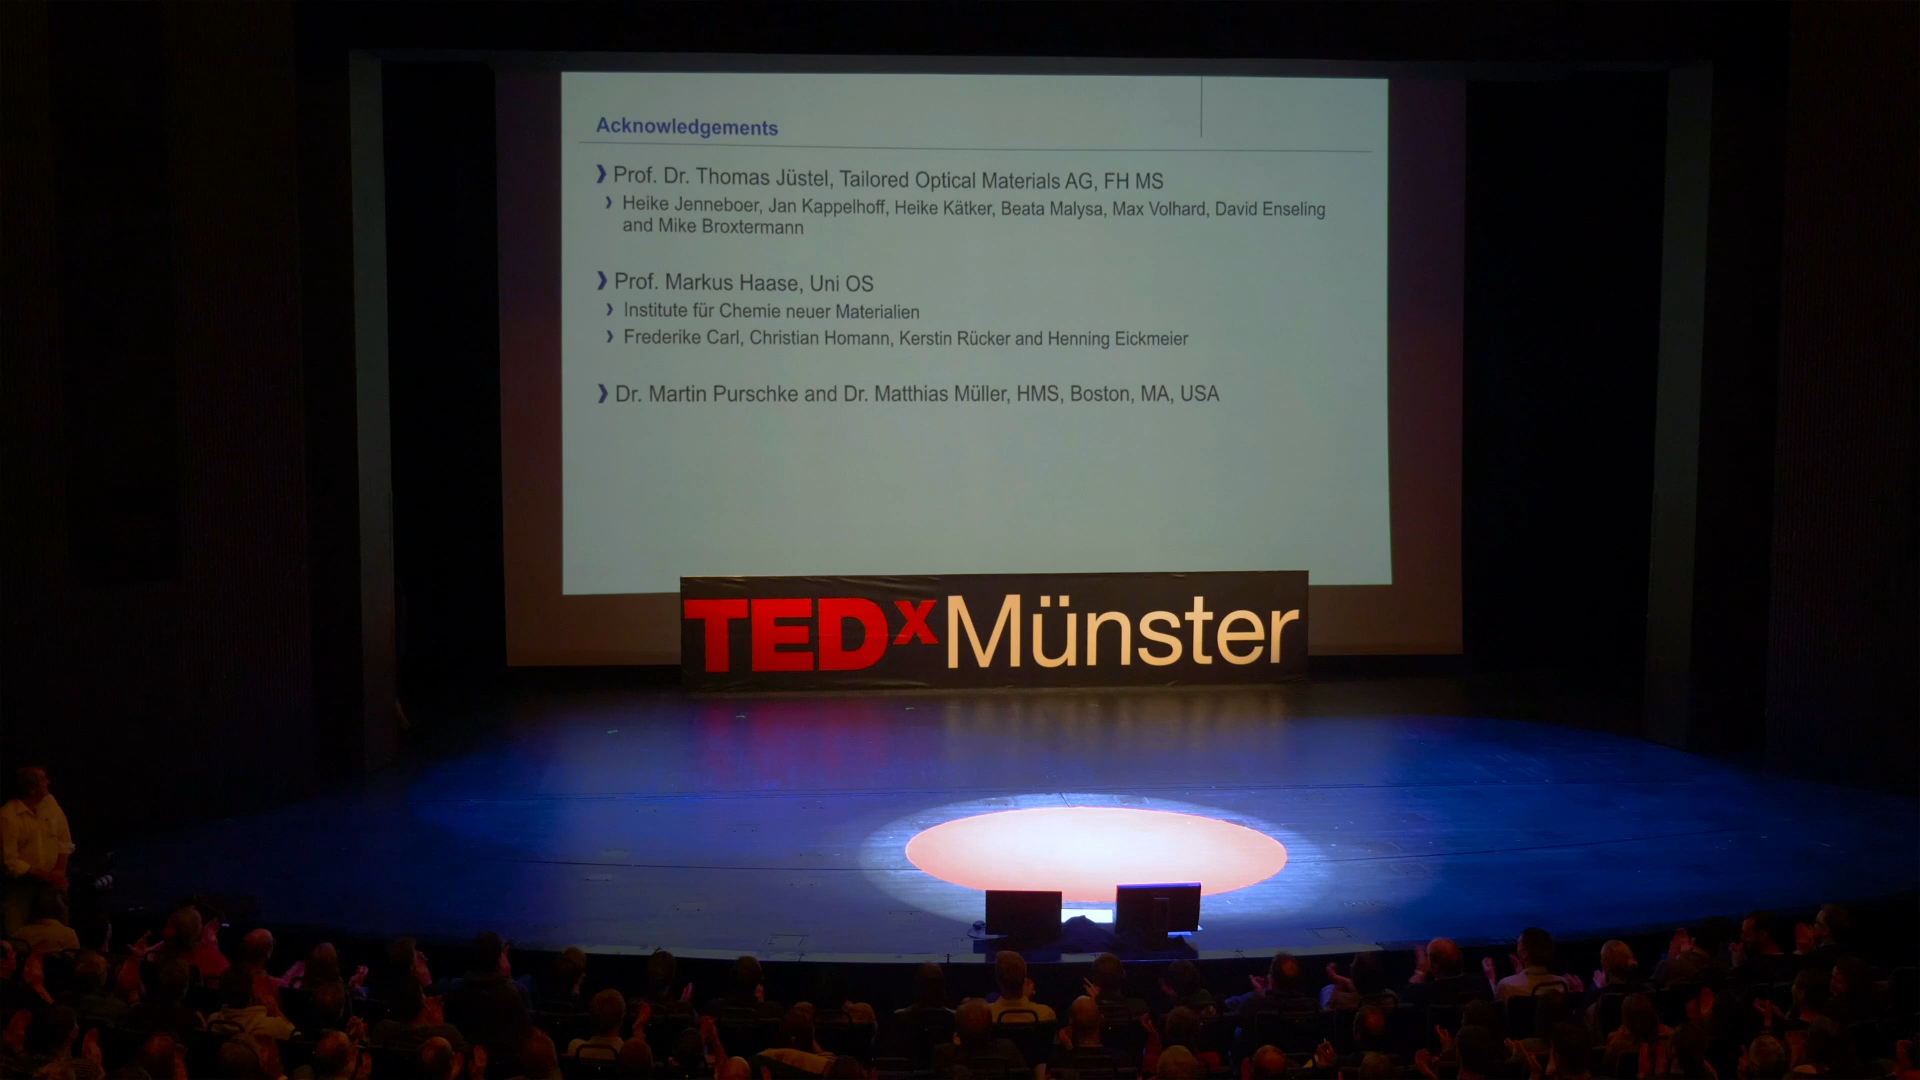 Acknowledgements
❯ Prof. Dr. Thomas Jüstel, Tailored Optical Materials AG, FH MS
❯ Heike Jenneboer, Jan Kappelhoff, Heike Kätker, Beata Malysa, Max Volhard, David Enseling
and Mike Broxtermann
❯ Prof. Markus Haase, Uni OS
❯ Institute für Chemie neuer Materialien
❯ Frederike Carl, Christian Homann, Kerstin Rücker and Henning Eickmeier
❯ Dr. Martin Purschke and Dr. Matthias Müller, HMS, Boston, MA, USA
TEDxMünster